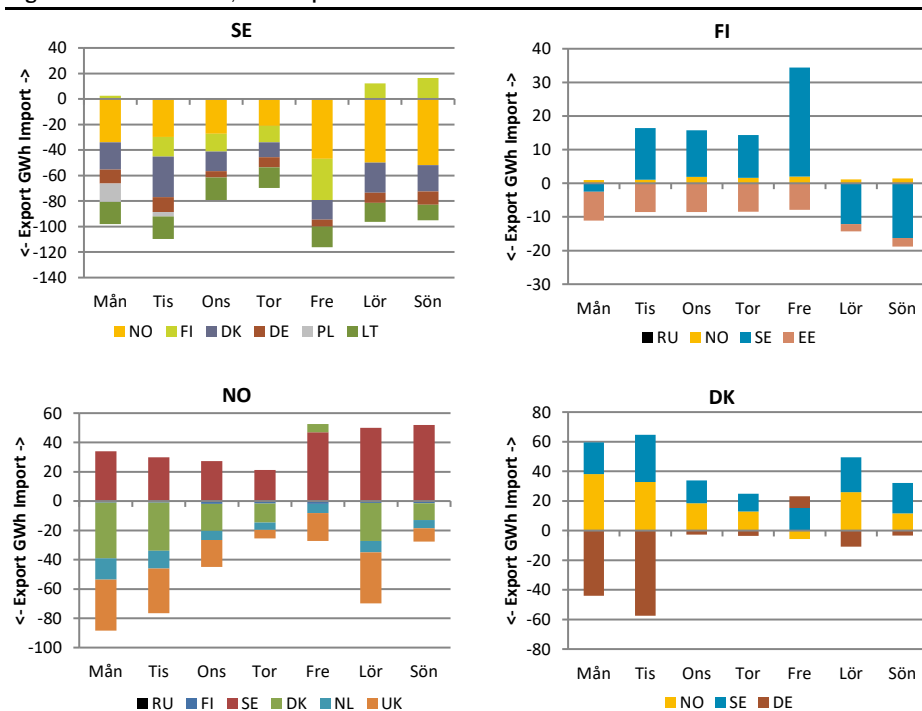 SE
<- Export GWh Import ->
40
20
0
-20
-40
-60
-80
-100
-120
-140
Mån Tis Ons Tor Fre Lör Sön
NO FI DK DE PL LT
FI
<- Export GWh Import ->
40
30
20
10
0
-10
-20
-30
Mån Tis Ons Tor Fre Lör Sön
RU NO SE EE
NO
<- Export GWh Import ->
60
40
20
0
-20
-40
-60
-80
-100
Mån Tis Ons Tor Fre Lör Sön
RU FI SE DK NL UK
DK
<- Export GWh Import ->
80
60
40
20
0
-20
-40
-60
-80
Mån Tis Ons Tor Fre Lör Sön
NO SE DE